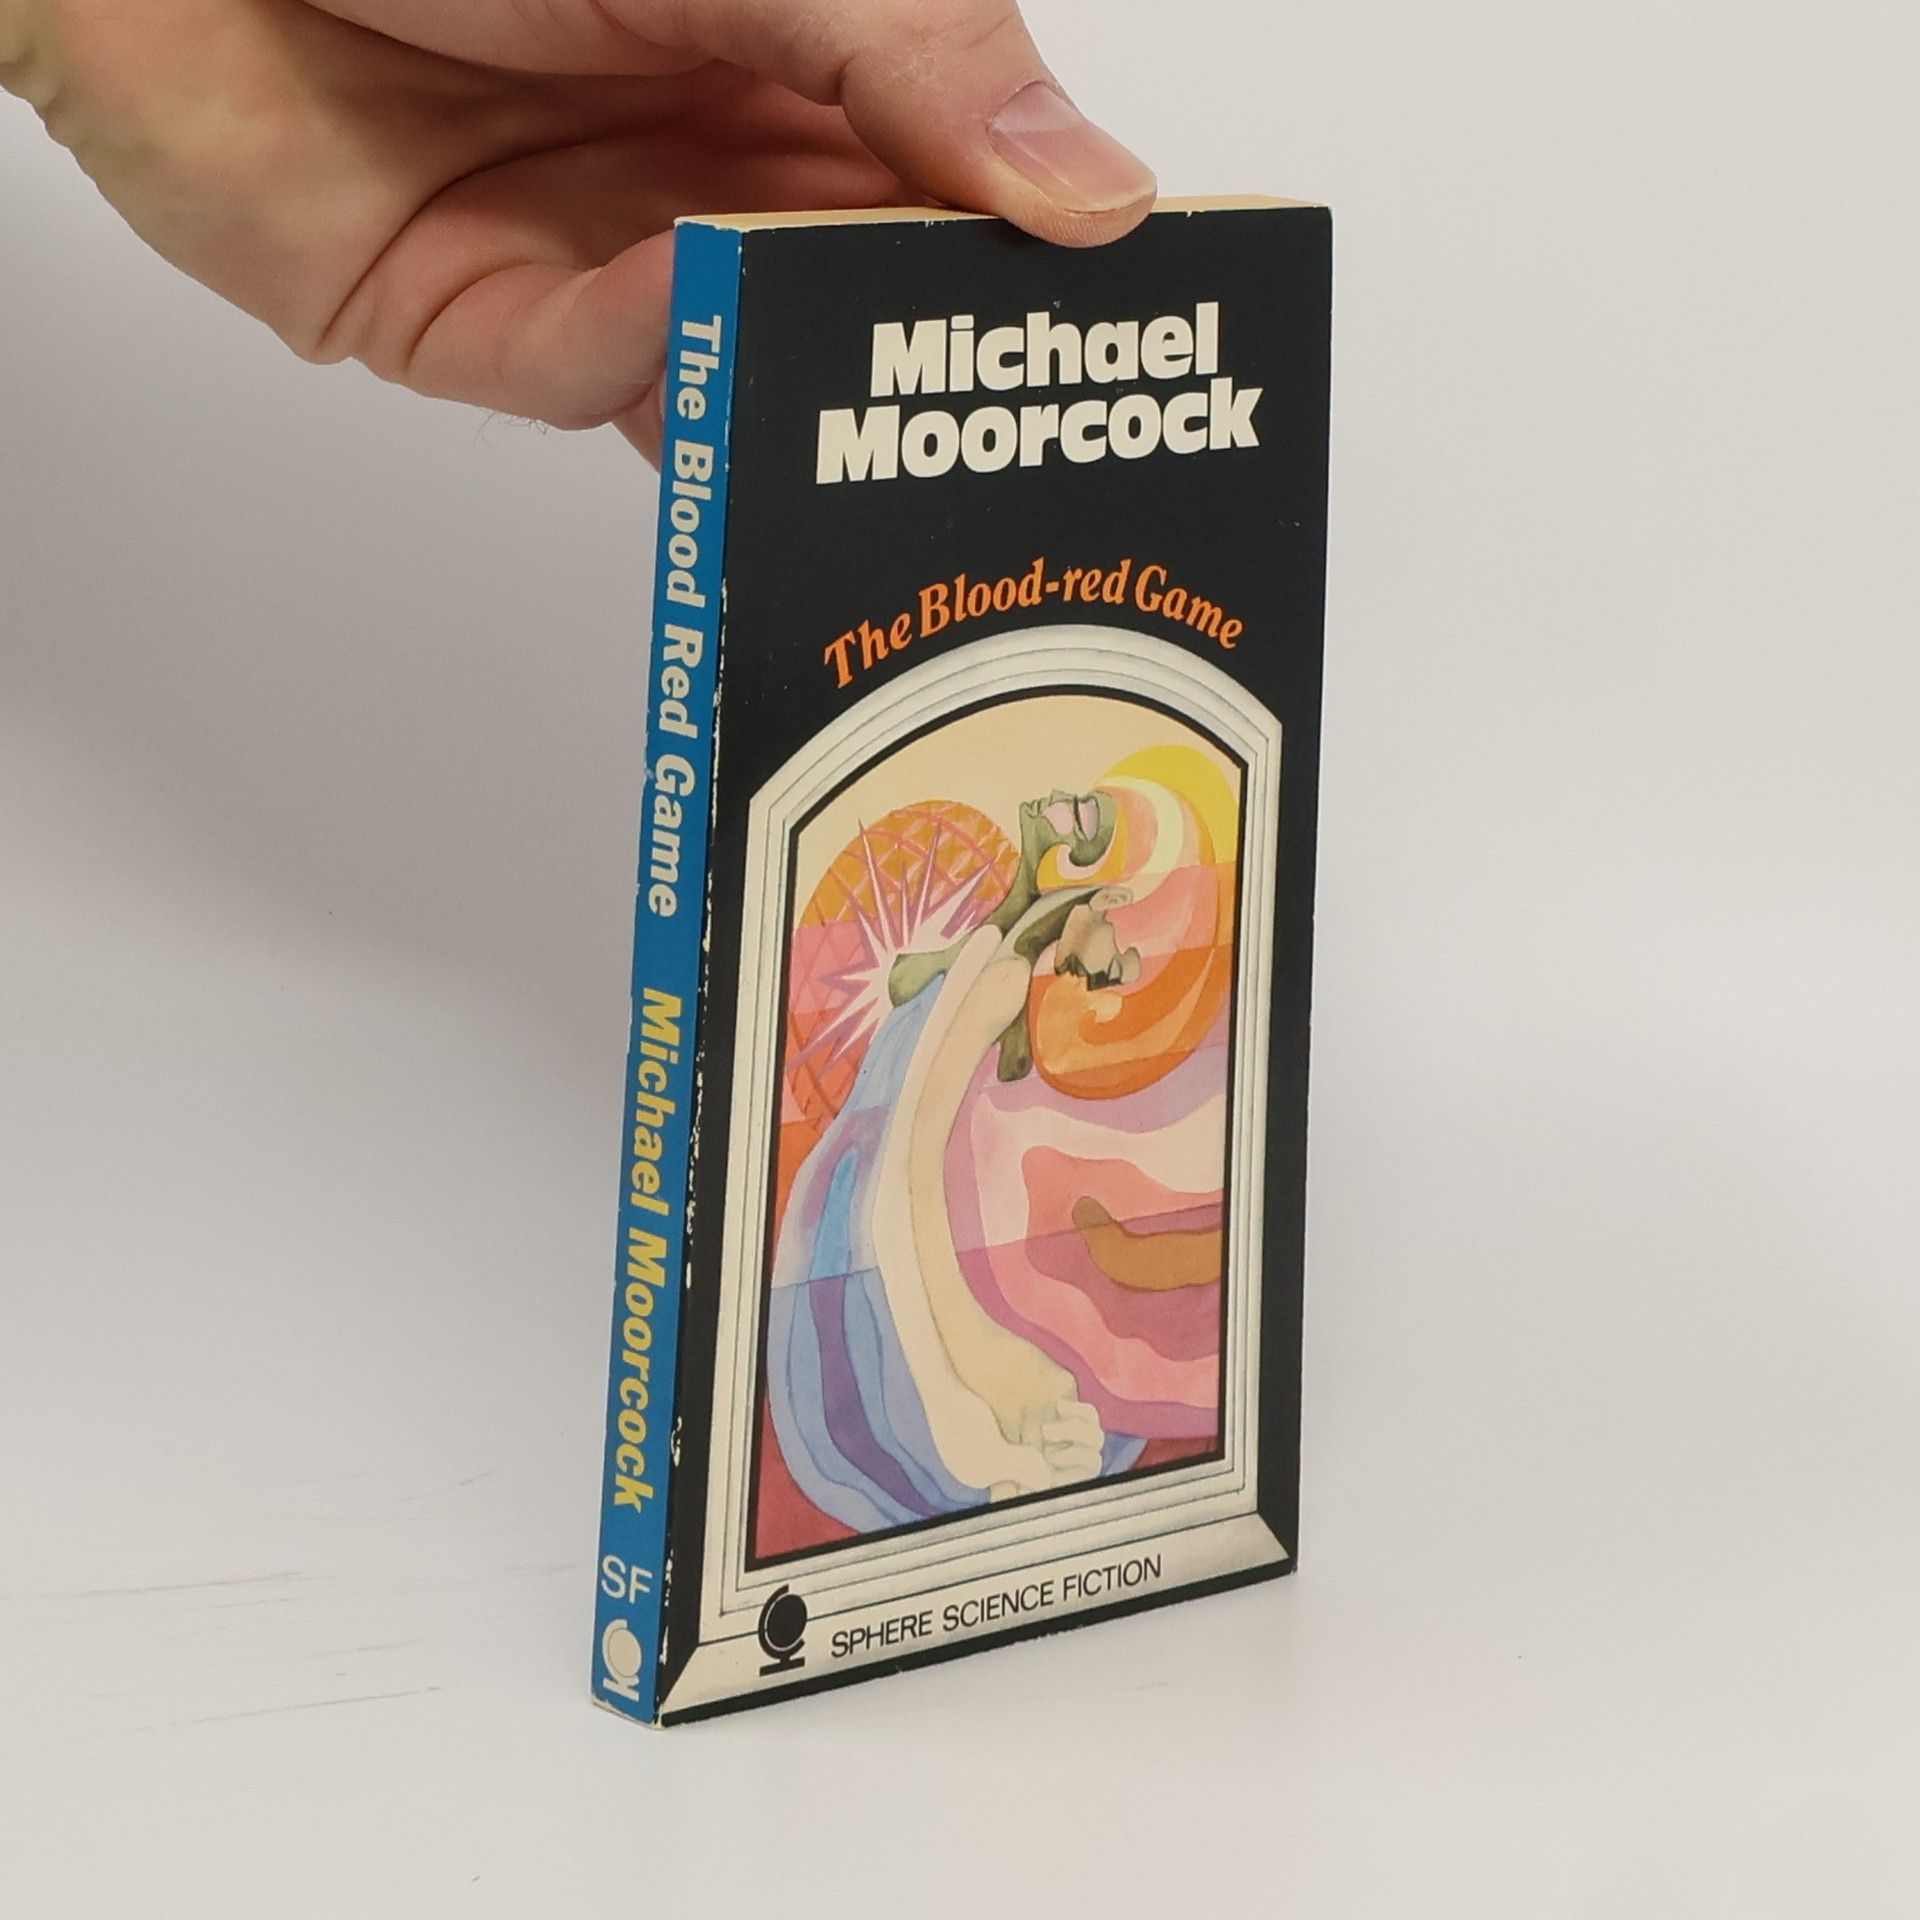 Michael
Moorcock
The Blood-red Game
SPHERE SCIENCE FICTION
The Blood Red Game Michael Moorcock SF